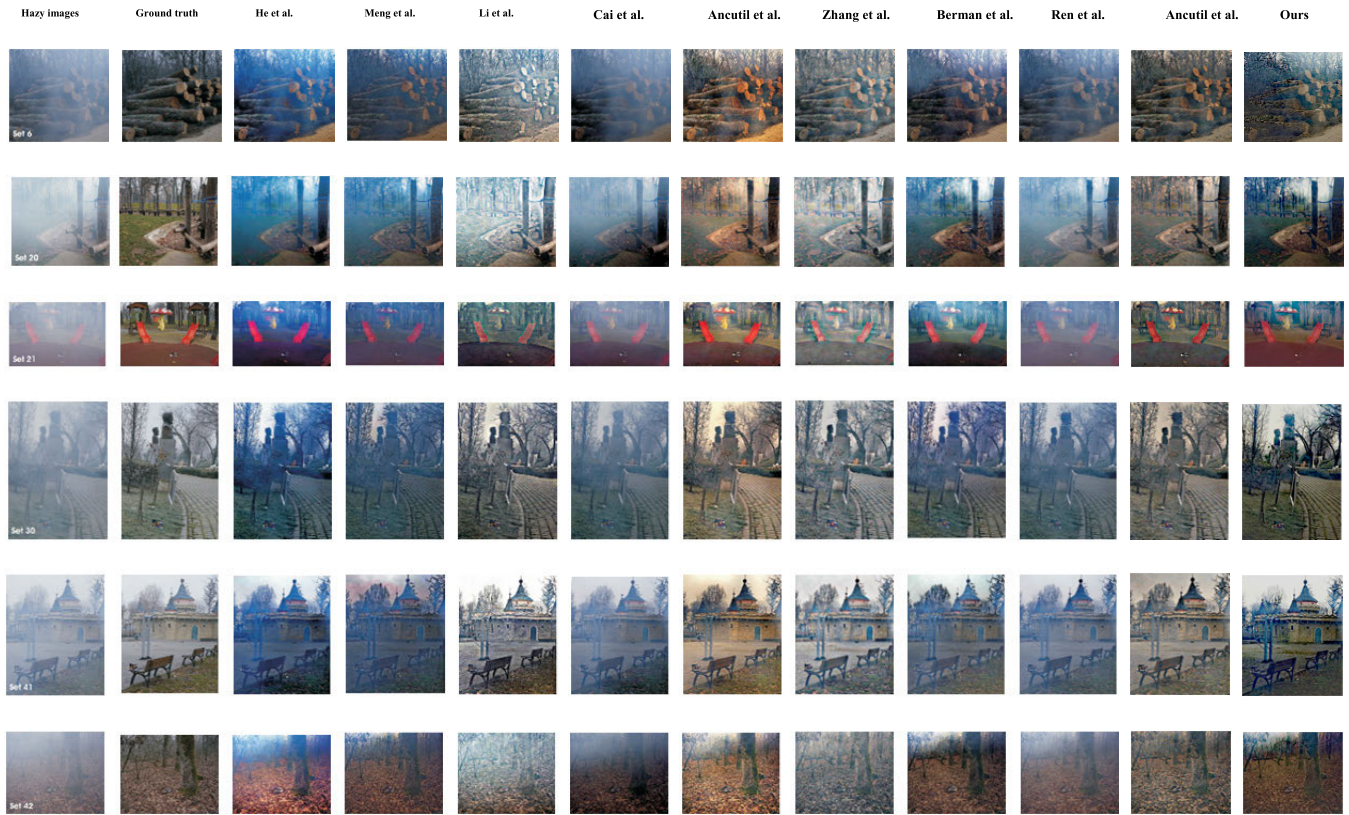 Hazy images Ground truth He et al. Meng et al. Li et al. Cai et al. Ancutil et al. Zhang et al. Berman et al. Ren et al. Ancutil et al. Ours
Set 6
Set 20
Set 21
Set 30
Set 41
Set 42